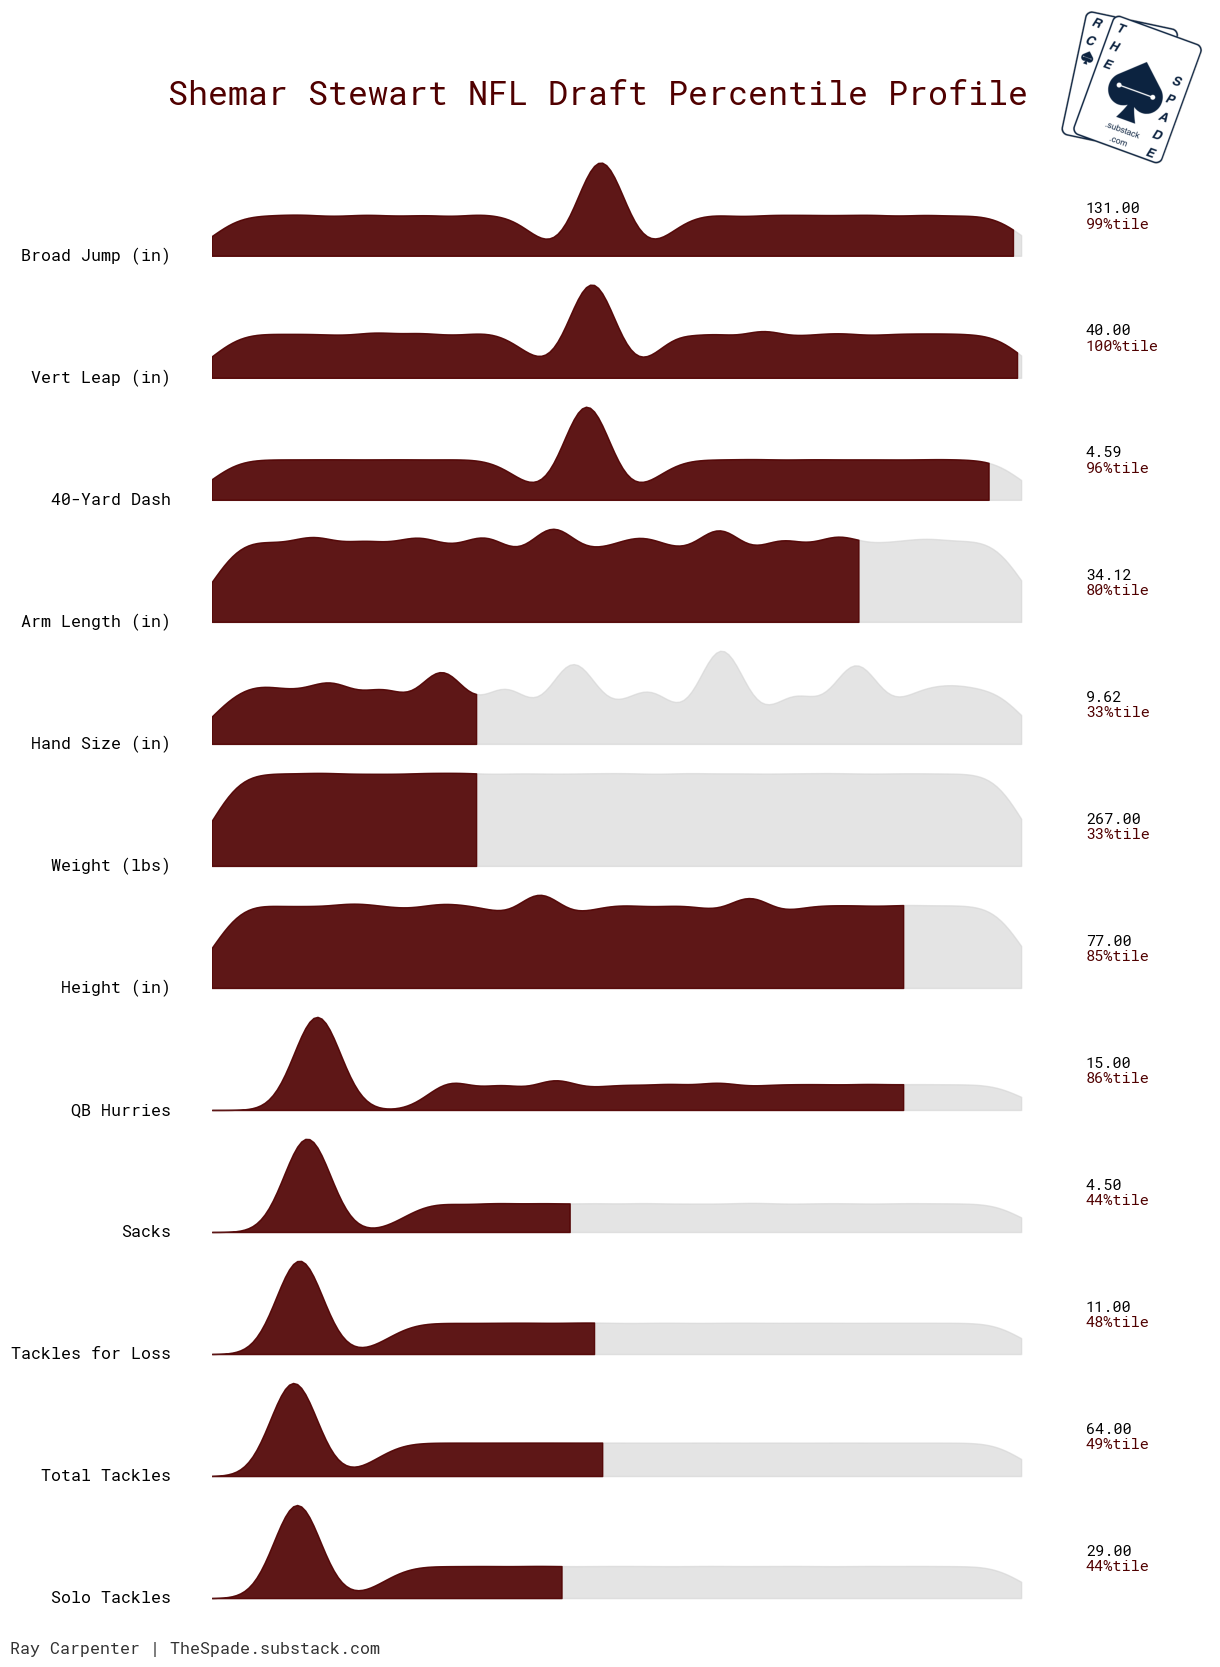 R
C
THE
SPADE
.substack
.com
Shemar Stewart NFL Draft Percentile Profile
131.00
99%tile
Broad Jump (in)
40.00
100%tile
Vert Leap (in)
4.59
96%tile
40-Yard Dash
34.12
80%tile
Arm Length (in)
9.62
33%tile
Hand Size (in)
267.00
33%tile
Weight (lbs)
77.00
85%tile
Height (in)
15.00
86%tile
QB Hurries
4.50
44%tile
Sacks
11.00
48%tile
Tackles for Loss
64.00
49%tile
Total Tackles
29.00
44%tile
Solo Tackles
Ray Carpenter | TheSpade.substack.com